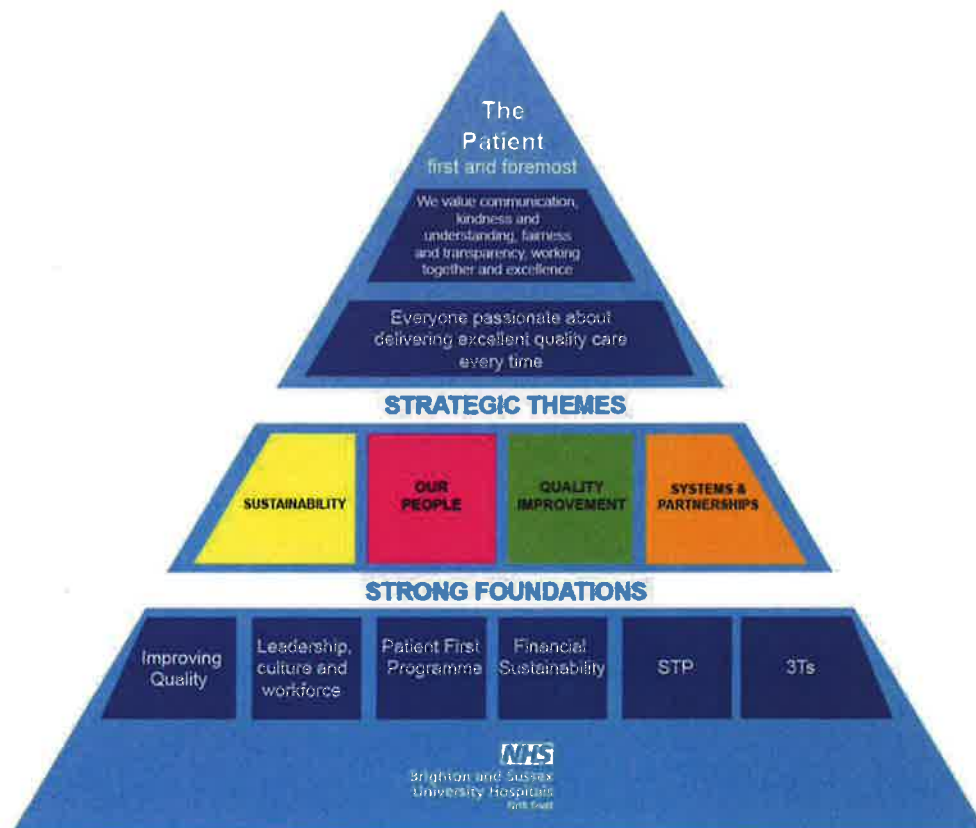 The
Patient
first and foremost
We value communication,
kindness and
understanding, fairness
and transparency, working
together and excellence
Everyone passionate about
delivering excellent quality care
every time
STRATEGIC THEMES
SUSTAINABILITY
OUR
PEOPLE
QUALITY
IMPROVEMENT
SYSTEMS &
PARTNERSHIPS
STRONG FOUNDATIONS
Improving
Quality
Leadership,
culture and
workforce
Patient First
Programme
Financial
Sustainability
STP
3Ts
NHS
Brighton and Sussex
University Hospitals
NHS Trust